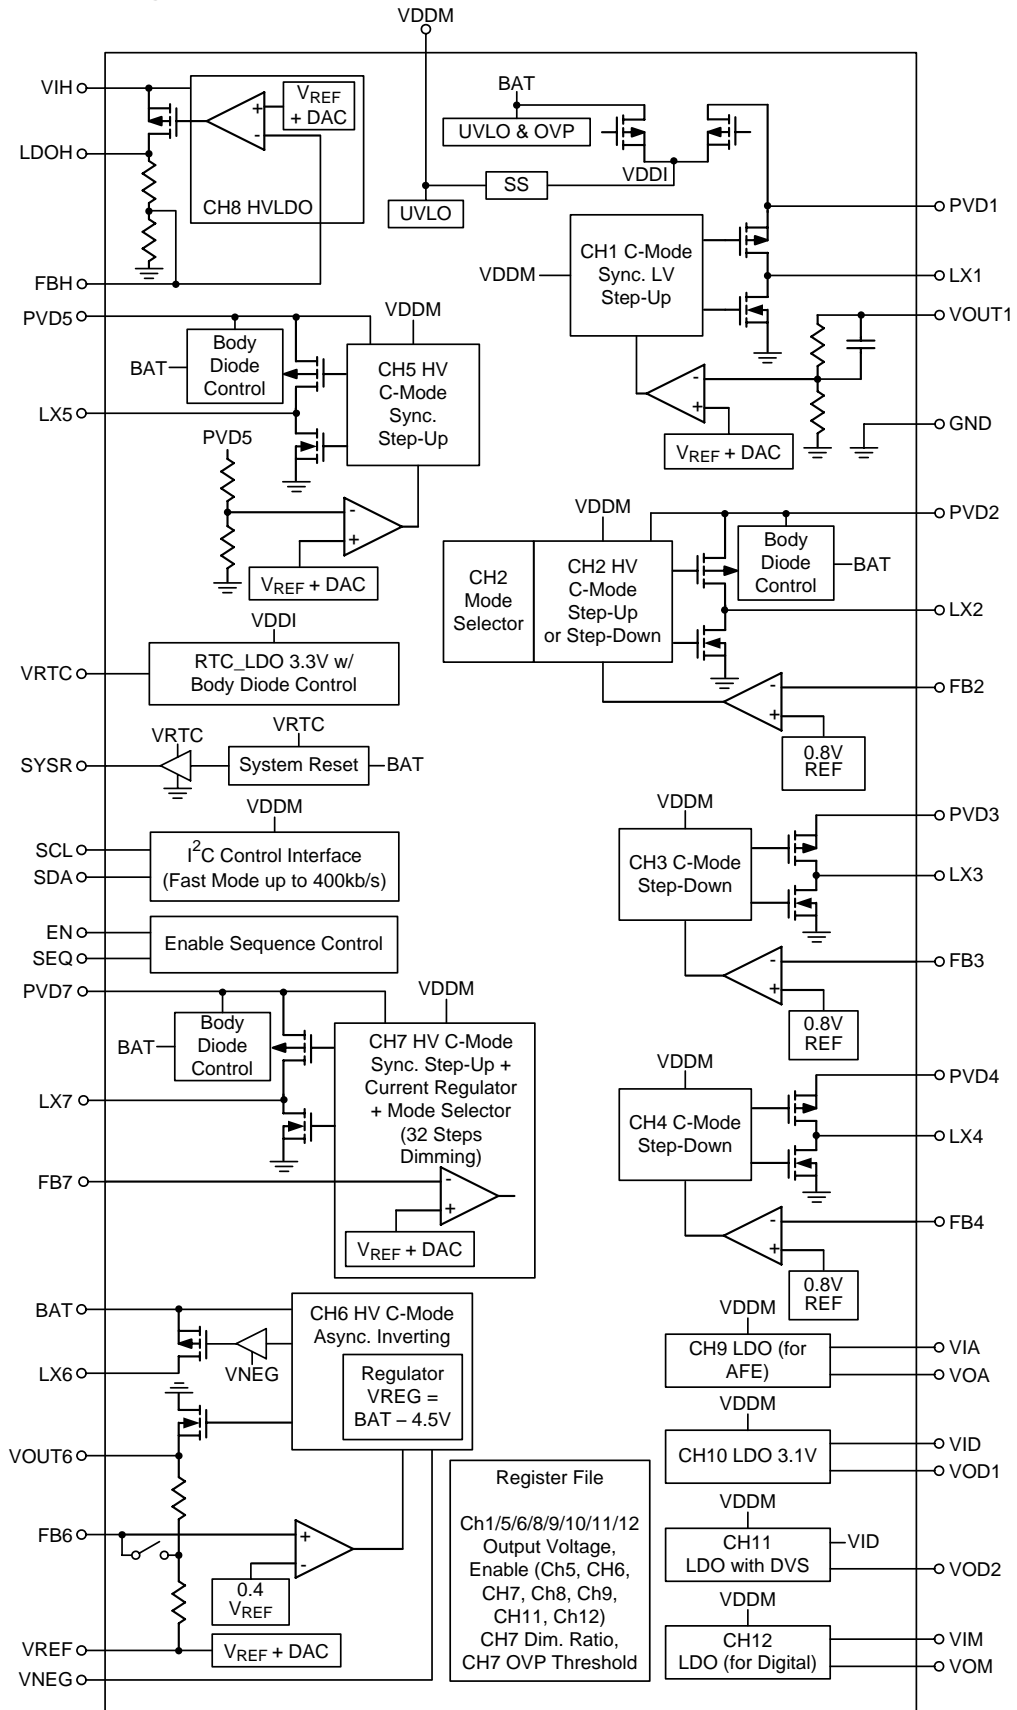 VDDM
VIH
LDOH
FBH
VREF
+ DAC
+
-
CH8 HVLDO
BAT
UVLO & OVP
VDDI
SS
UVLO
PVD1
LX1
VOUT1
GND
VDDM
CH1 C-Mode
Sync. LV
Step-Up
-
+
VREF + DAC
PVD5
LX5
BAT
Body
Diode
Control
VDDM
CH5 HV
C-Mode
Sync.
Step-Up
PVD5
-
+
VREF + DAC
VDDM
CH2
Mode
Selector
CH2 HV
C-Mode
Step-Up
or Step-Down
Body
Diode
Control
BAT
PVD2
LX2
FB2
-
+
0.8V
REF
VDDI
VRTC
RTC_LDO 3.3V w/
Body Diode Control
VRTC
VRTC
SYSR
System Reset
BAT
VDDM
SCL
SDA
I2C Control Interface
(Fast Mode up to 400kb/s)
EN
SEQ
Enable Sequence Control
VDDM
CH3 C-Mode
Step-Down
PVD3
LX3
FB3
-
+
0.8V
REF
PVD7
LX7
FB7
BAT
Body
Diode
Control
VDDM
CH7 HV C-Mode
Sync. Step-Up +
Current Regulator
+ Mode Selector
(32 Steps
Dimming)
-
+
VREF + DAC
VDDM
CH4 C-Mode
Step-Down
PVD4
LX4
FB4
-
+
0.8V
REF
BAT
LX6
VOUT6
FB6
VREF
VNEG
VNEG
CH6 HV C-Mode
Async. Inverting
Regulator
VREG =
BAT – 4.5V
+
-
0.4
VREF
VREF + DAC
Register File
Ch1/5/6/8/9/10/11/12
Output Voltage,
Enable (Ch5, CH6,
CH7, Ch8, Ch9,
CH11, Ch12)
CH7 Dim. Ratio,
CH7 OVP Threshold
VDDM
CH9 LDO (for
AFE)
VIA
VOA
VDDM
CH10 LDO 3.1V
VID
VOD1
VDDM
CH11
LDO with DVS
VID
VOD2
VDDM
CH12
LDO (for Digital)
VIM
VOM